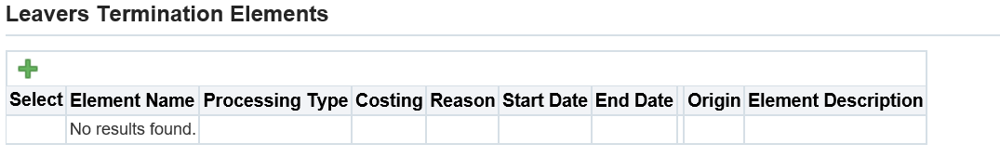 Leavers Termination Elements
Select Element Name Processing Type Costing Reason Start Date End Date Origin Element Description
No results found.